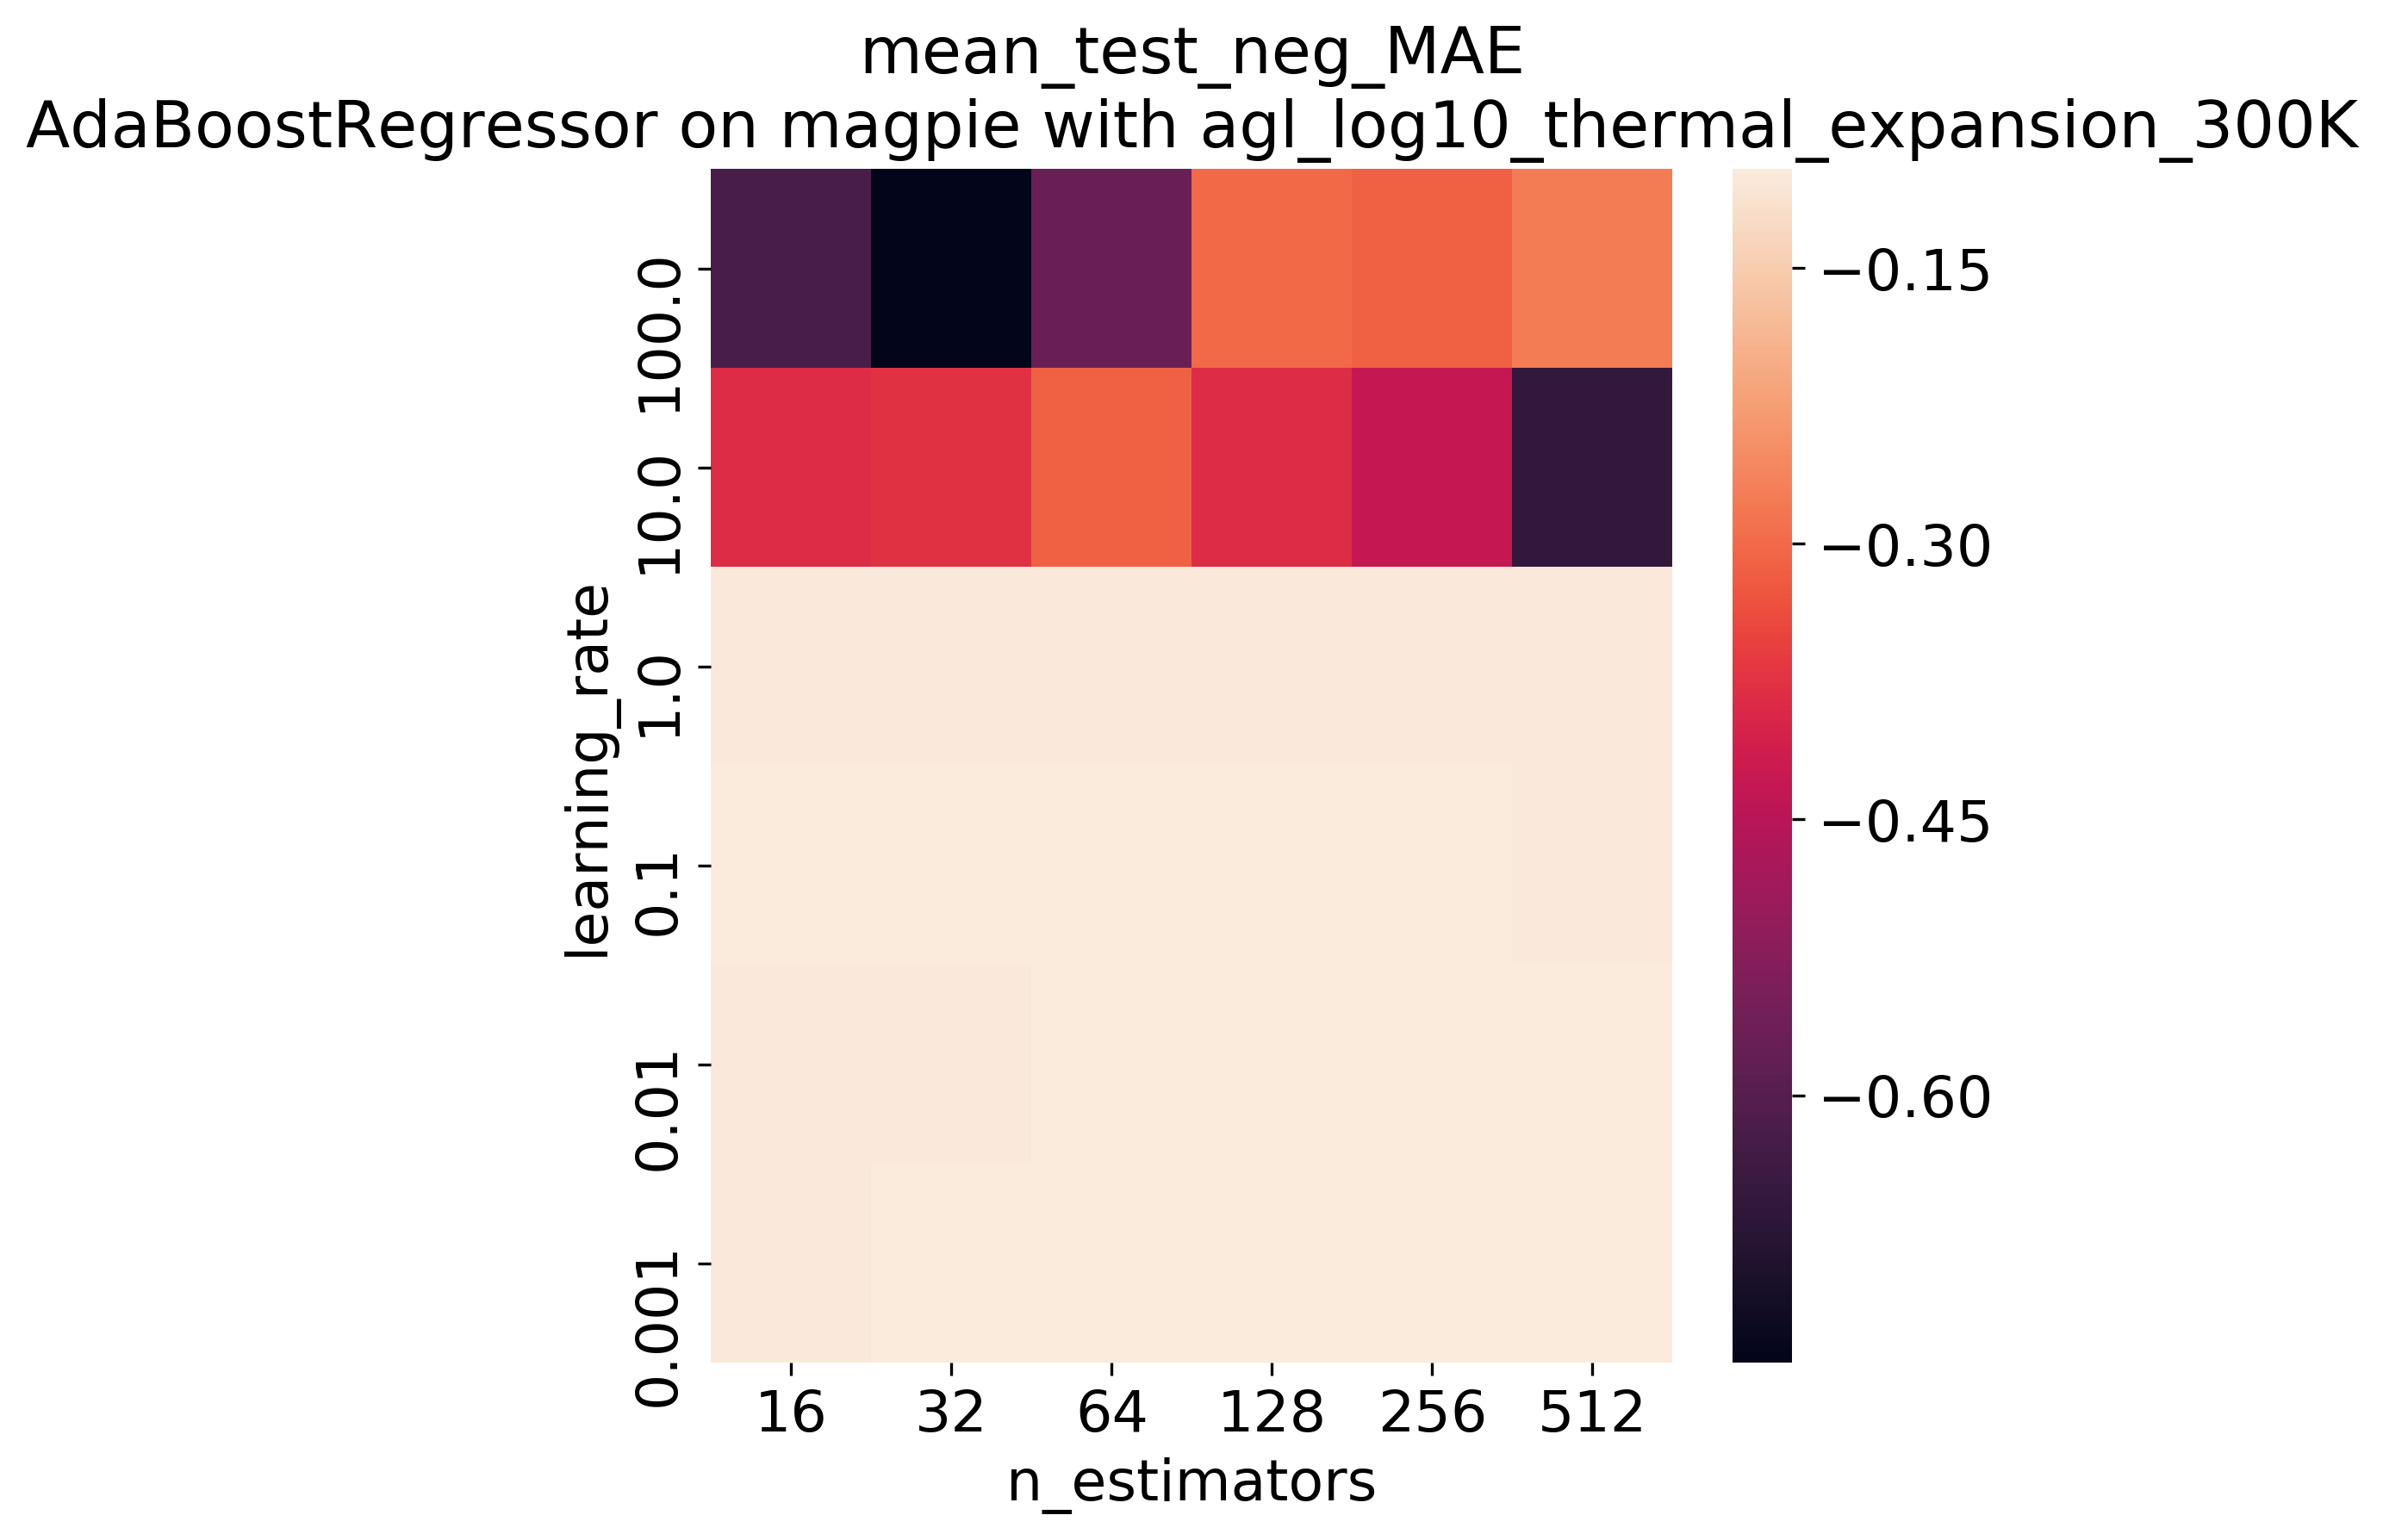 mean_test_neg_MAE
AdaBoostRegressor on magpie with agl_log10_thermal_expansion_300K
learning_rate
100.0
10.0
1.0
0.1
0.01
0.001
16 32 64 128 256 512
n_estimators
−0.15
−0.30
−0.45
−0.60